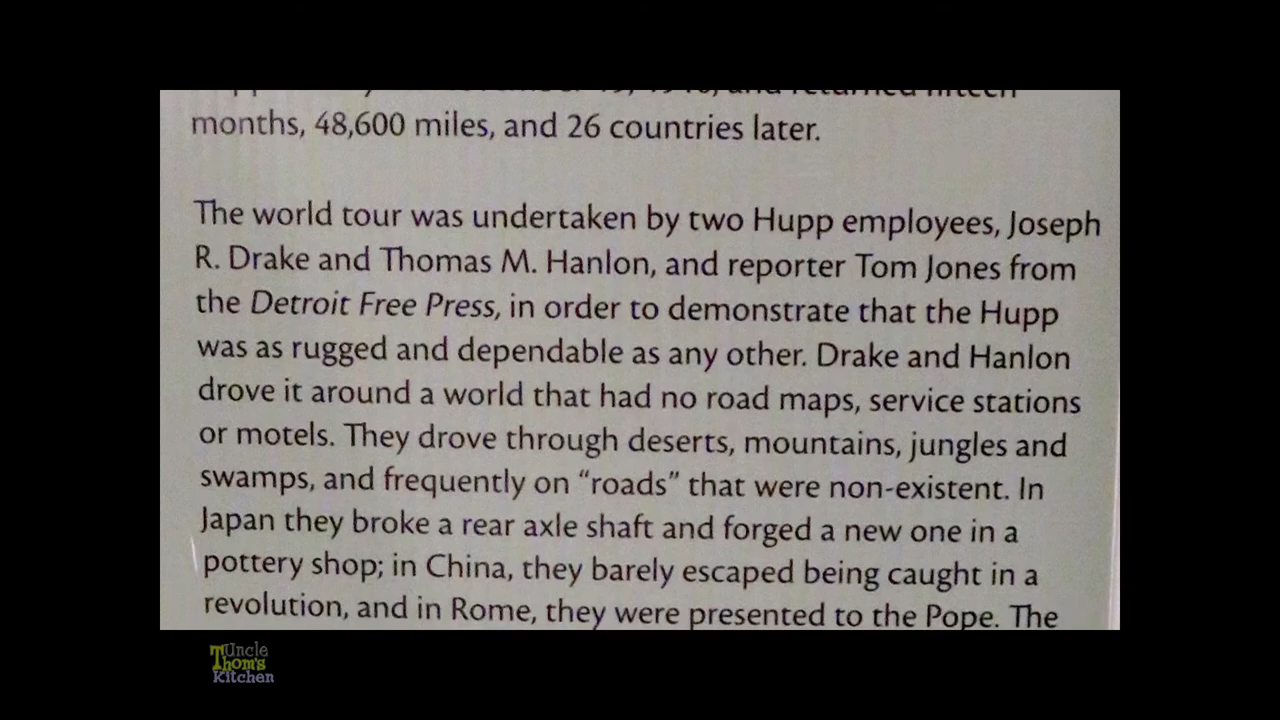 and returned fifteen
months, 48,600 miles, and 26 countries later.
The world tour was undertaken by two Hupp employees, Joseph
R. Drake and Thomas M. Hanlon, and reporter Tom Jones from
the Detroit Free Press, in order to demonstrate that the Hupp
was as rugged and dependable as any other. Drake and Hanlon
drove it around a world that had no road maps, service stations
or motels. They drove through deserts, mountains, jungles and
swamps, and frequently on “roads” that were non-existent. In
Japan they broke a rear axle shaft and forged a new one in a
pottery shop; in China, they barely escaped being caught in a
revolution, and in Rome, they were presented to the Pope. The
Uncle
Thom's
Kitchen